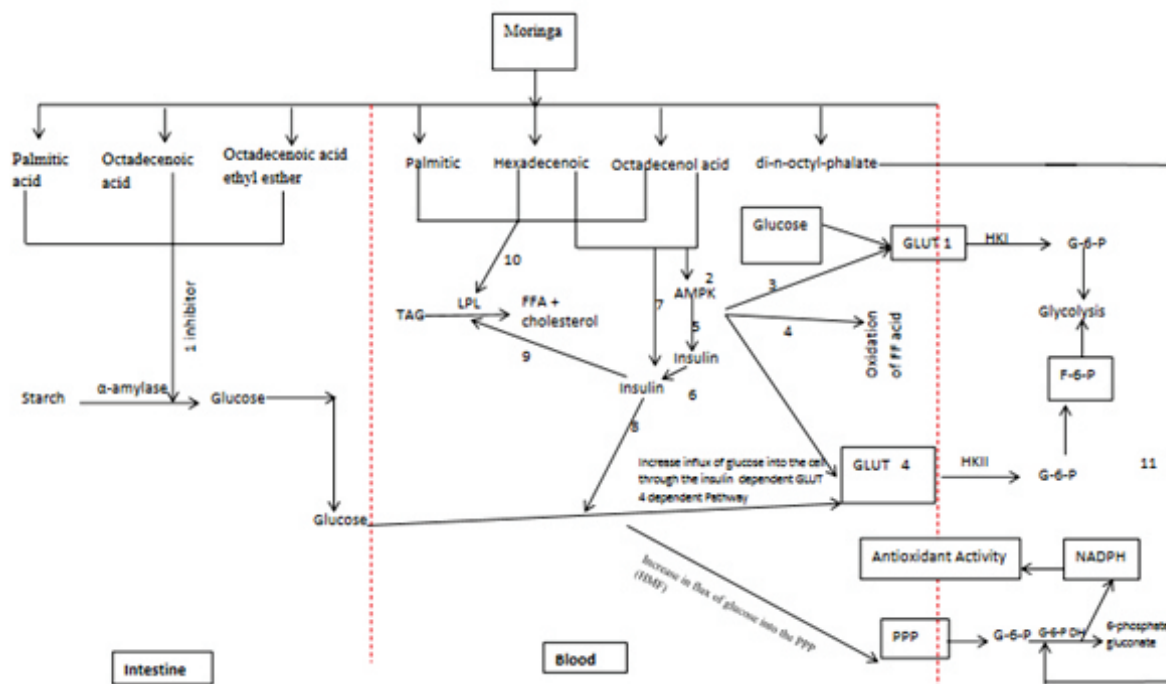 Moringa
Palmitic
acid
Octadecenoic
acid
Octadecenoic acid
ethyl esther
Palmitic
Hexadecenoic
Octadecenol acid
di-n-octyl-phalate
Glucose
GLUT 1
HKI
G-6-P
10
2
AMPK
3
7
TAG
LPL
FFA +
cholesterol
5
4
Oxidation
of FF acid
Glycolysis
1 inhibitor
9
Insulin
Insulin
6
F-6-P
Starch
α-amylase
Glucose
8
Increase influx of glucose into the cell
through the insulin dependent GLUT
4 dependent Pathway
GLUT 4
HKII
G-6-P
11
Glucose
Increase in flux of glucose into the PPP
(HMF)
Antioxidant Activity
NADPH
PPP
G-6-P
G-6-P DH
6-phosphate
gluconate
Intestine
Blood